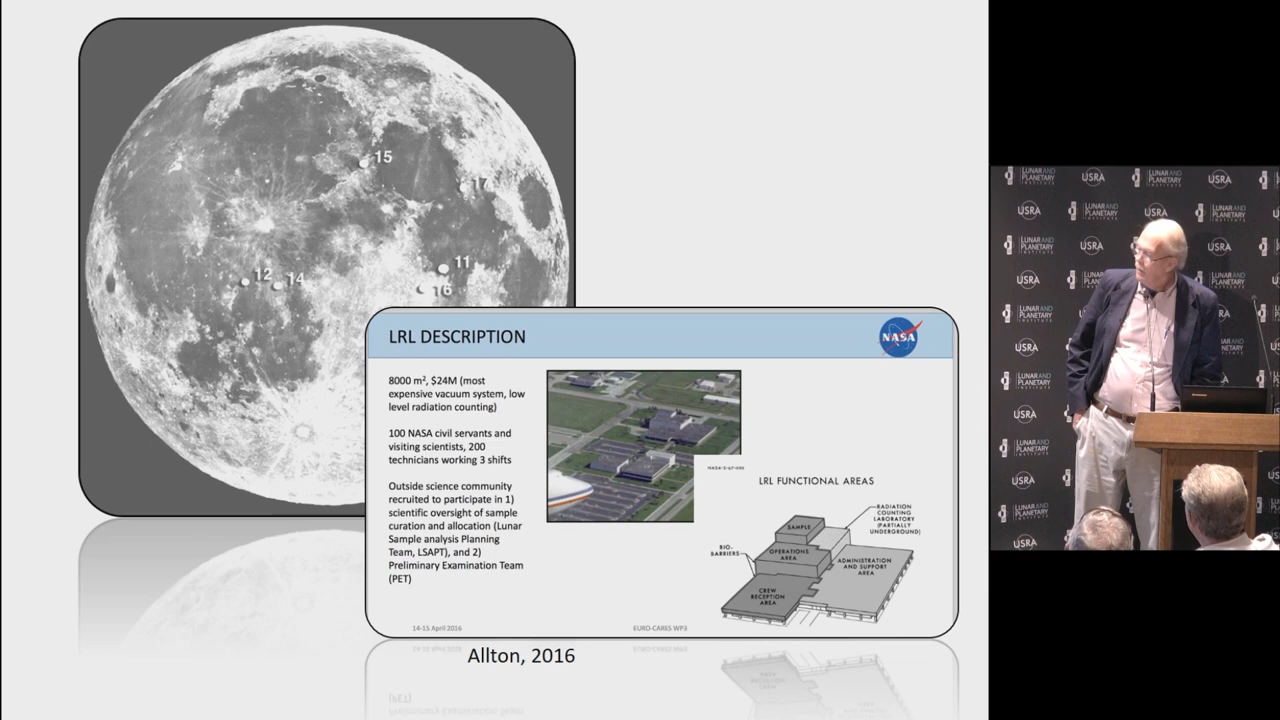 15
17
11
12
14
16
LRL DESCRIPTION
NASA
8000 m², $24M (most
expensive vacuum system, low
level radiation counting)
100 NASA civil servants and
visiting scientists, 200
technicians working 3 shifts
Outside science community
recruited to participate in 1)
scientific oversight of sample
curation and allocation (Lunar
Sample analysis Planning
Team, LSAPT), and 2)
Preliminary Examination Team
(PET)
LRL FUNCTIONAL AREAS
RADIATION
COUNTING
LABORATORY
(PARTIALLY
UNDERGROUND)
SAMPLE
BIO-
BARRIERS
OPERATIONS
AREA
ADMINISTRATION
AND SUPPORT
AREA
CREW
RECEPTION
AREA
14-15 April 2016
EURO-CARES WP3
Allton, 2016
LUNAR AND
PLANETARY
INSTITUTE
USRA